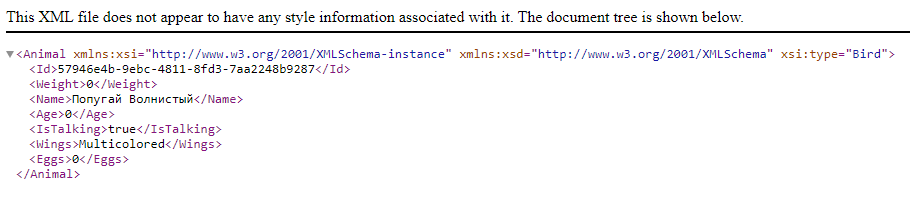 This XML file does not appear to have any style information associated with it. The document tree is shown below.
▼<Animal xmlns:xsi="http://www.w3.org/2001/XMLSchema-instance" xmlns:xsd="http://www.w3.org/2001/XMLSchema" xsi:type="Bird">
<Id>57946e4b-9ebc-4811-8fd3-7aa2248b9287</Id>
<Weight>0</Weight>
<Name>Попугай Волнистый</Name>
<Age>0</Age>
<IsTalking>true</IsTalking>
<Wings>Multicolored</Wings>
<Eggs>0</Eggs>
</Animal>